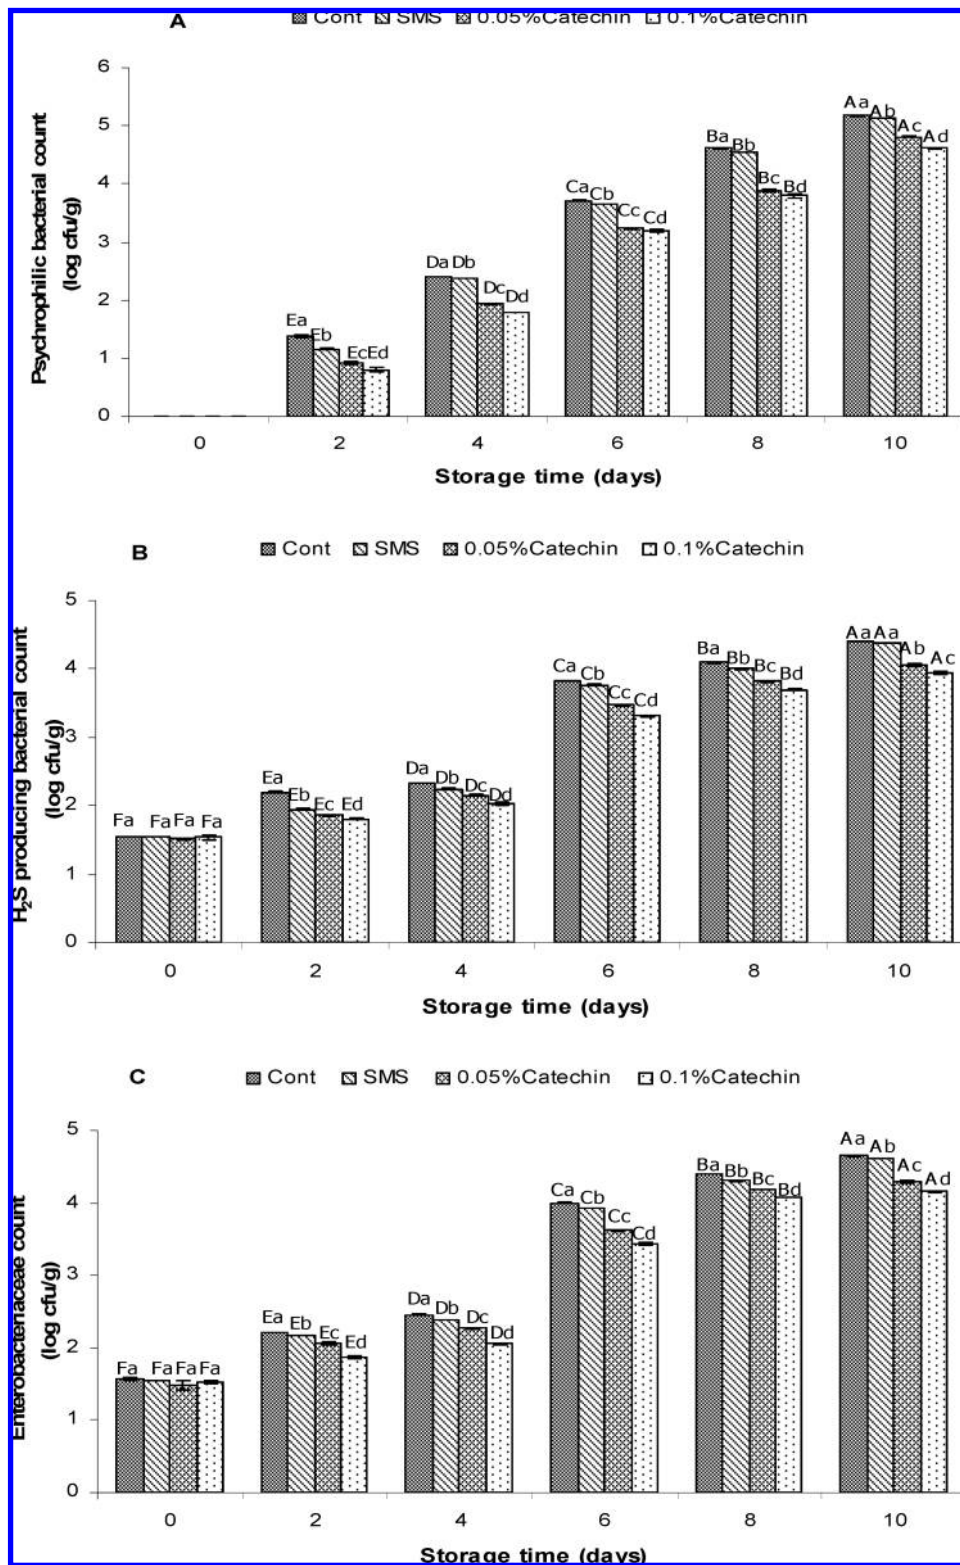 A Cont SMS 0.05%Catechin 0.1%Catechin
Psychrophilic bacterial count
(log cfu/g)
6
5
4
3
2
1
0
Ea Eb Ec Ed
Da Db Dc Dd
Ca Cb Cc Cd
Ba Bb Bc Bd
Aa Ab Ac Ad
0 2 4 6 8 10
Storage time (days)
B Cont SMS 0.05%Catechin 0.1%Catechin
H₂S producing bacterial count
(log cfu/g)
5
4
3
2
1
0
Fa Fa Fa Fa
Ea Eb Ec Ed
Da Db Dc Dd
Ca Cb Cc Cd
Ba Bb Bc Bd
Aa Aa Ab Ac
0 2 4 6 8 10
Storage time (days)
C Cont SMS 0.05%Catechin 0.1%Catechin
Enterobacteriaceae count
(log cfu/g)
5
4
3
2
1
0
Fa Fa Fa Fa
Ea Eb Ec Ed
Da Db Dc Dd
Ca Cb Cc Cd
Ba Bb Bc Bd
Aa Ab Ac Ad
0 2 4 6 8 10
Storage time (days)